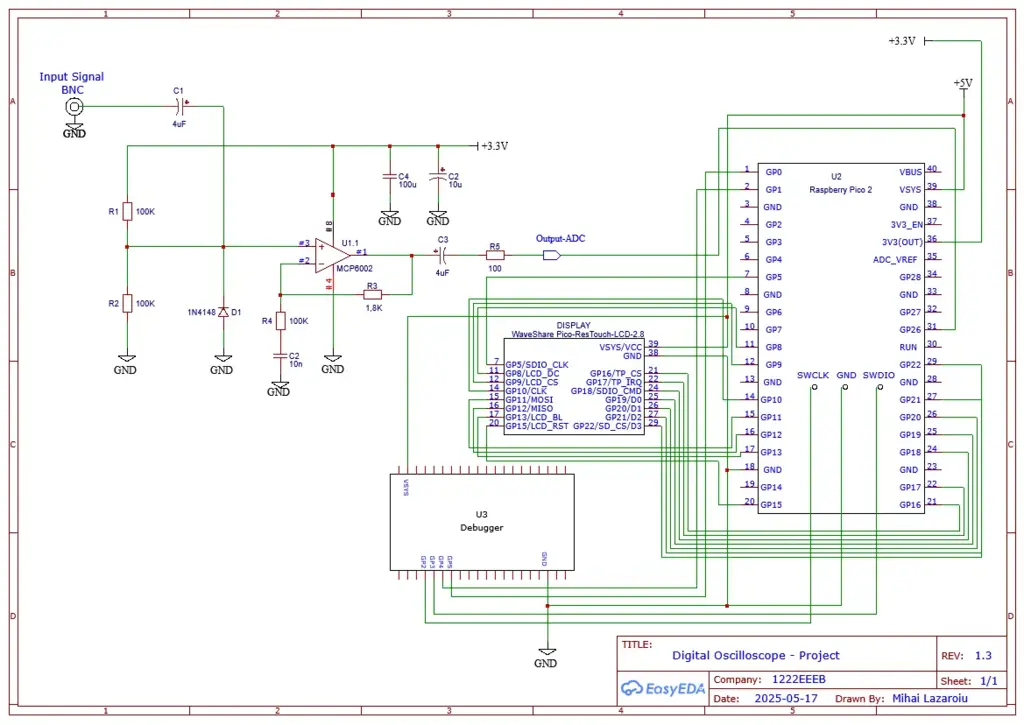 1 2 3 4 5
+3.3V
Input Signal
BNC
GND
C1
4uF
+5V
A
A
+3.3V
C4
100u
C2
10u
GND
GND
R1 100K
#3
#2
#8
#4
#1
U1.1
MCP6002
C3
4uF
R5
100
Output-ADC
B
B
R2 100K
1N4148 D1
R3
1,8K
R4 100K
C2
10n
GND
GND
GND
GND
U2
Raspberry Pico 2
1 GP0
2 GP1
3 GND
4 GP2
5 GP3
6 GP4
7 GP5
8 GND
9 GP6
10 GP7
11 GP8
12 GP9
13 GND
14 GP10
15 GP11
16 GP12
17 GP13
18 GND
19 GP14
20 GP15
VBUS 40
VSYS 39
GND 38
3V3_EN 37
3V3(OUT) 36
ADC_VREF 35
GP28 34
GND 33
GP27 32
GP26 31
RUN 30
GP22 29
GND 28
GP21 27
GP20 26
GP19 25
GP18 24
GND 23
GP17 22
GP16 21
SWCLK GND SWDIO
DISPLAY
WaveShare Pico-ResTouch-LCD-2.8
VSYS/VCC 39
GND 38
7 GP5/SDIO_CLK
11 GP8/LCD_DC
12 GP9/LCD_CS
14 GP10/CLK
15 GP11/MOSI
16 GP12/MISO
17 GP13/LCD_BL
20 GP15/LCD_RST
GP16/TP_CS 21
GP17/TP_IRQ 22
GP18/SDIO_CMD 24
GP19/D0 25
GP20/D1 26
GP21/D2 27
GP22/SD_CS/D3 29
C
C
VSYS
U3
Debugger
GP2
GP3
GP4
GP5
GND
GND
D
D
TITLE:
Digital Oscilloscope - Project
REV: 1.3
EasyEDA
Company: 1222EEEB
Sheet: 1/1
Date: 2025-05-17 Drawn By: Mihai Lazaroiu
1 2 3 4 5